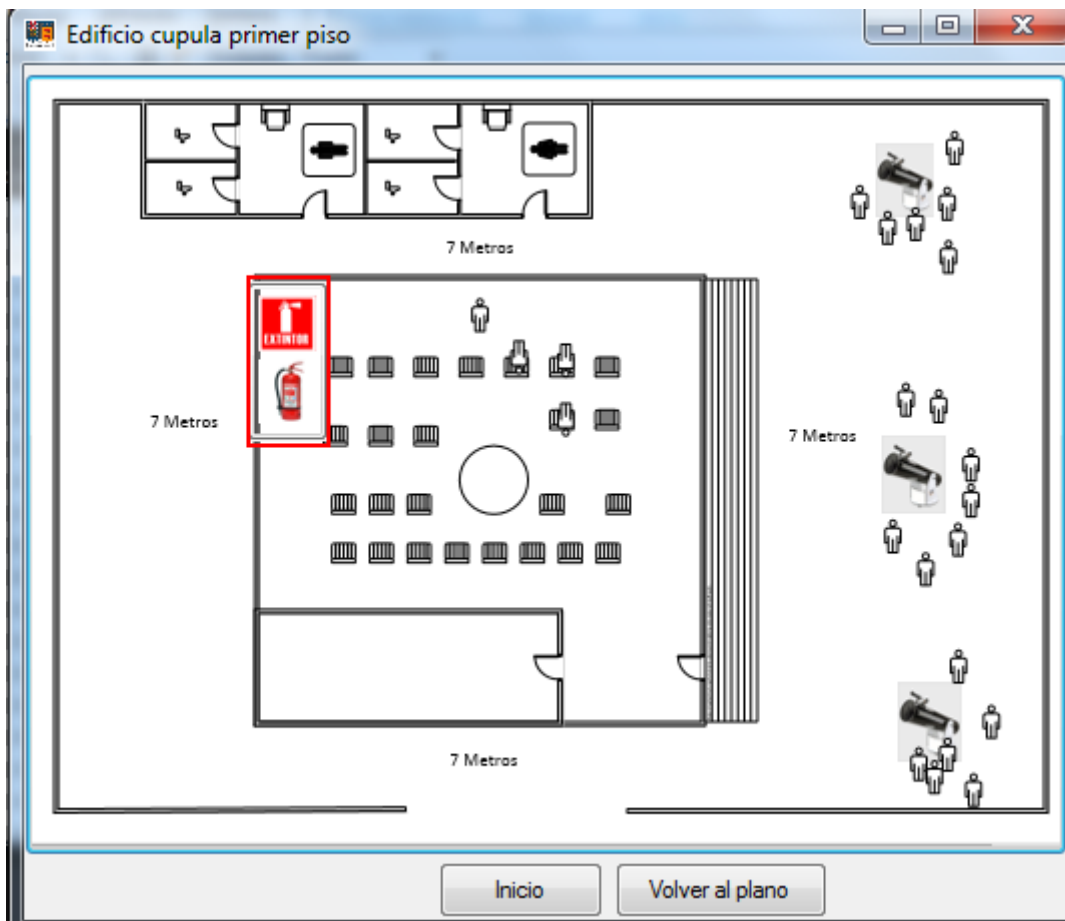 Edificio cupula primer piso
7 Metros
EXTINTOR
7 Metros
7 Metros
7 Metros
Inicio
Volver al plano